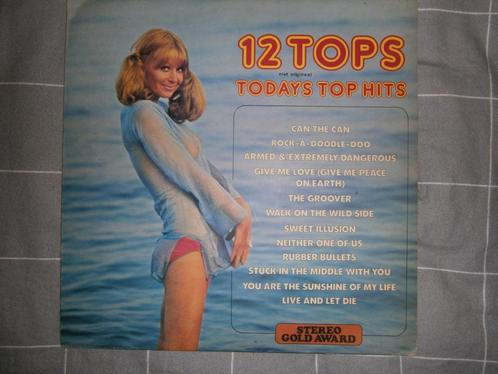 12 TOPS
niet origineel
TODAYS TOP HITS
CAN THE CAN
ROCK-A-DOODLE-DOO
ARMED & EXTREMELY DANGEROUS
GIVE ME LOVE (GIVE ME PEACE
ON EARTH)
THE GROOVER
WALK ON THE WILD SIDE
SWEET ILLUSION
NEITHER ONE OF US
RUBBER BULLETS
STUCK IN THE MIDDLE WITH YOU
YOU ARE THE SUNSHINE OF MY LIFE
LIVE AND LET DIE
STEREO
GOLD AWARD